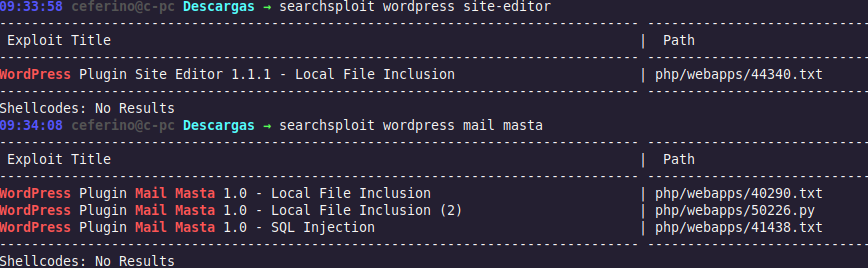 09:33:58 ceferino@c-pc Descargas → searchsploit wordpress site-editor
---------------------------------------------------------------------------------- ---------------------------
Exploit Title | Path
---------------------------------------------------------------------------------- ---------------------------
WordPress Plugin Site Editor 1.1.1 - Local File Inclusion | php/webapps/44340.txt
---------------------------------------------------------------------------------- ---------------------------
Shellcodes: No Results
09:34:08 ceferino@c-pc Descargas → searchsploit wordpress mail masta
---------------------------------------------------------------------------------- ---------------------------
Exploit Title | Path
---------------------------------------------------------------------------------- ---------------------------
WordPress Plugin Mail Masta 1.0 - Local File Inclusion | php/webapps/40290.txt
WordPress Plugin Mail Masta 1.0 - Local File Inclusion (2) | php/webapps/50226.py
WordPress Plugin Mail Masta 1.0 - SQL Injection | php/webapps/41438.txt
---------------------------------------------------------------------------------- ---------------------------
Shellcodes: No Results